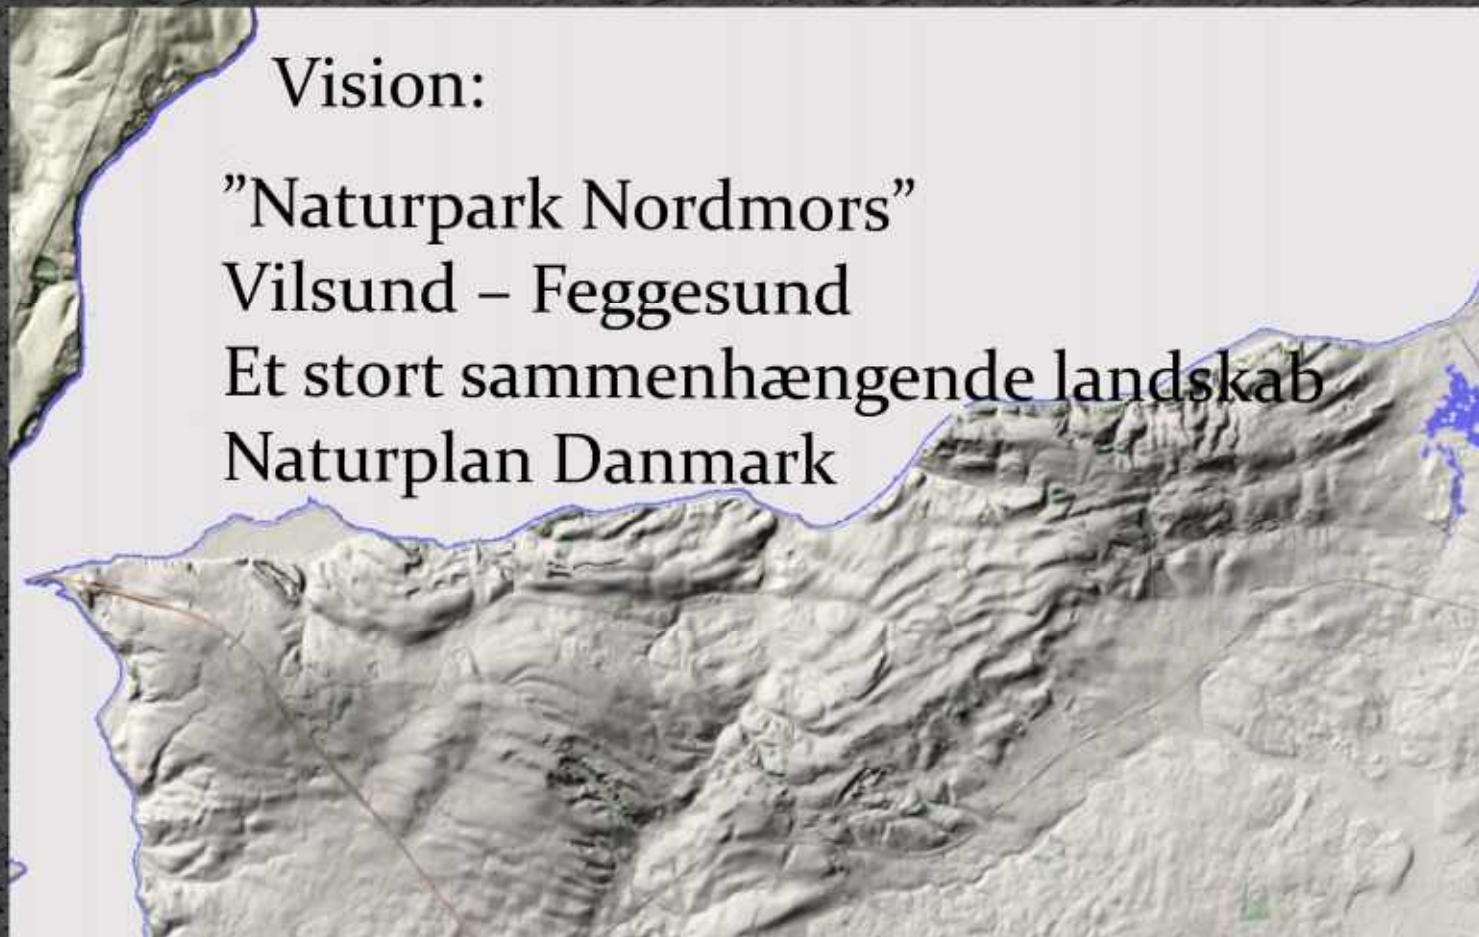 Vision:
”Naturpark Nordmors”
Vilsund – Feggesund
Et stort sammenhængende landskab
Naturplan Danmark